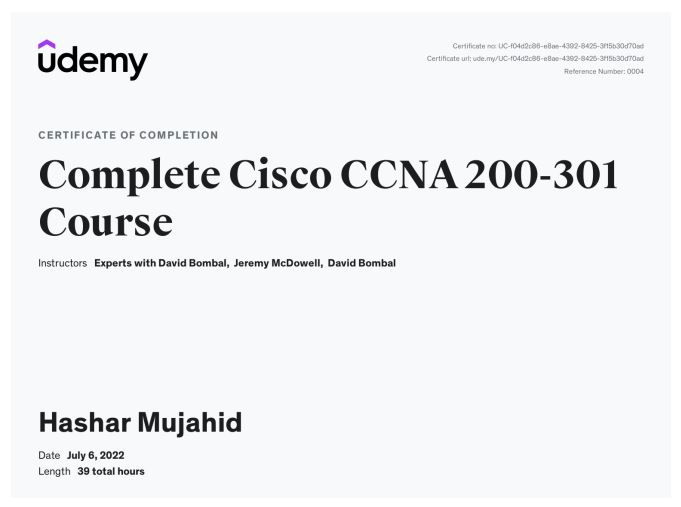 udemy
Certificate no: UC-f04d2c86-e8ae-4392-8425-3f15b30d70ad
Certificate url: ude.my/UC-f04d2c86-e8ae-4392-8425-3f15b30d70ad
Reference Number: 0004
CERTIFICATE OF COMPLETION
Complete Cisco CCNA 200-301
Course
Instructors Experts with David Bombal, Jeremy McDowell, David Bombal
Hashar Mujahid
Date July 6, 2022
Length 39 total hours